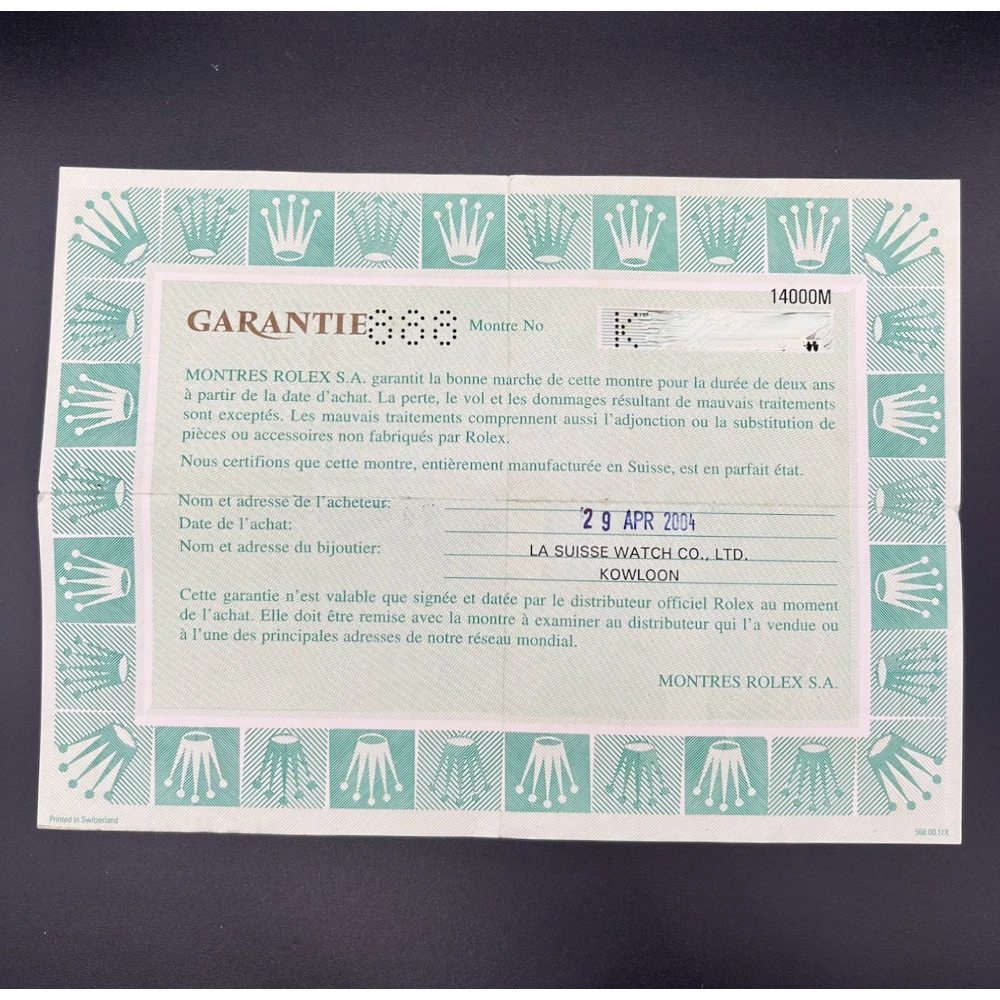 14000M
GARANTIE 888 Montre No K
MONTRES ROLEX S.A. garantit la bonne marche de cette montre pour la durée de deux ans
à partir de la date d'achat. La perte, le vol et les dommages résultant de mauvais traitements
sont exceptés. Les mauvais traitements comprennent aussi l'adjonction ou la substitution de
pièces ou accessoires non fabriqués par Rolex.
Nous certifions que cette montre, entièrement manufacturée en Suisse, est en parfait état.
Nom et adresse de l'acheteur:
Date de l'achat: 29 APR 2004
Nom et adresse du bijoutier: LA SUISSE WATCH CO., LTD.
KOWLOON
Cette garantie n'est valable que signée et datée par le distributeur officiel Rolex au moment
de l'achat. Elle doit être remise avec la montre à examiner au distributeur qui l'a vendue ou
à l'une des principales adresses de notre réseau mondial.
MONTRES ROLEX S.A.
Printed in Switzerland
568.00.11X